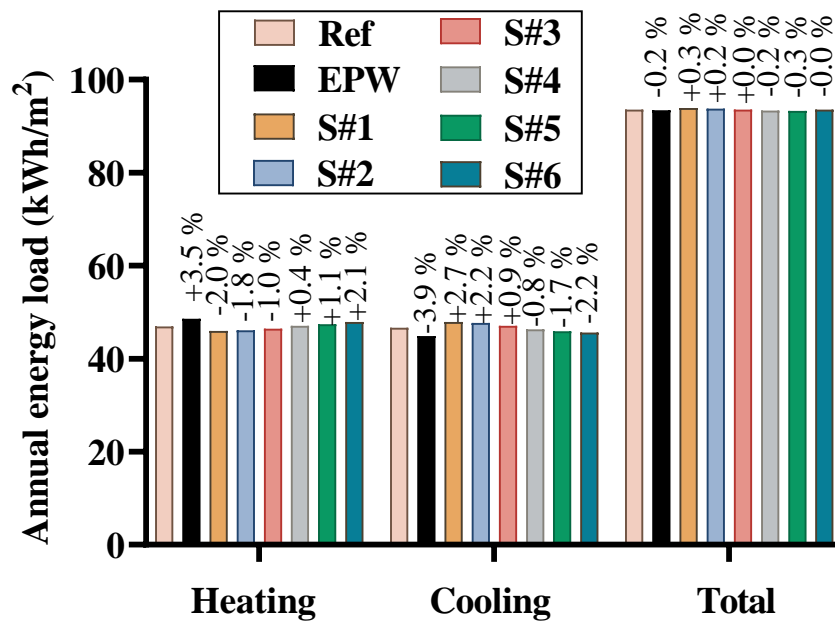 Ref
EPW
S#1
S#2
S#3
S#4
S#5
S#6
Annual energy load (kWh/m²)
100
80
60
40
20
0
+3.5 %
-2.0 %
-1.8 %
-1.0 %
+0.4 %
+1.1 %
+2.1 %
-3.9 %
+2.7 %
+2.2 %
+0.9 %
-0.8 %
-1.7 %
-2.2 %
-0.2 %
+0.3 %
+0.2 %
+0.0 %
-0.2 %
-0.3 %
-0.0 %
Heating
Cooling
Total